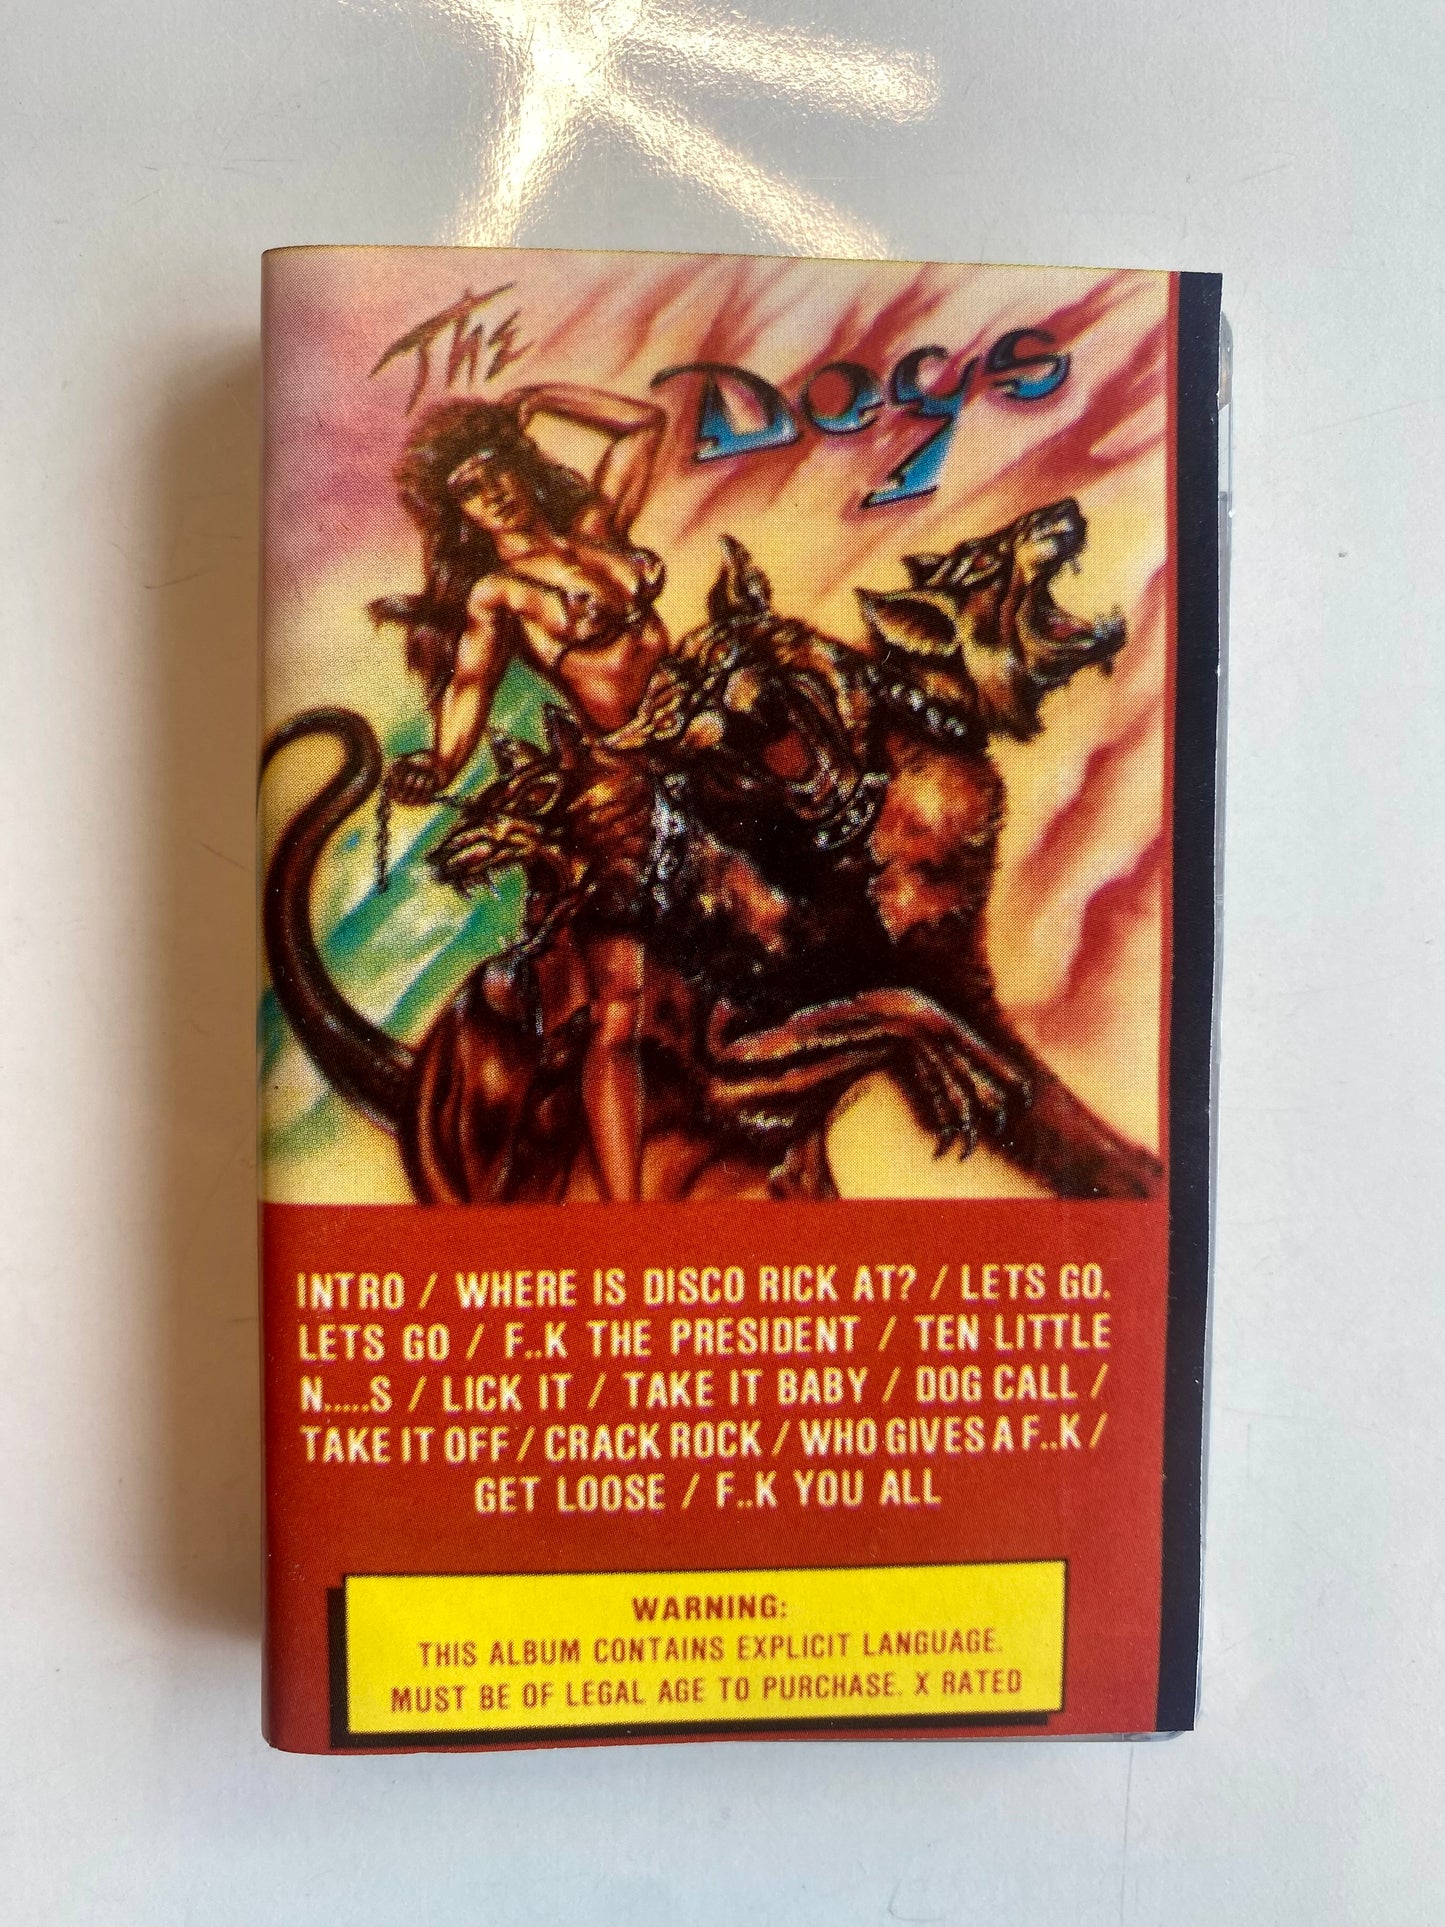 The Dogs
INTRO / WHERE IS DISCO RICK AT? / LETS GO.
LETS GO / F..K THE PRESIDENT / TEN LITTLE
N.....S / LICK IT / TAKE IT BABY / DOG CALL /
TAKE IT OFF / CRACK ROCK / WHO GIVES A F..K /
GET LOOSE / F..K YOU ALL
WARNING:
THIS ALBUM CONTAINS EXPLICIT LANGUAGE.
MUST BE OF LEGAL AGE TO PURCHASE. X RATED